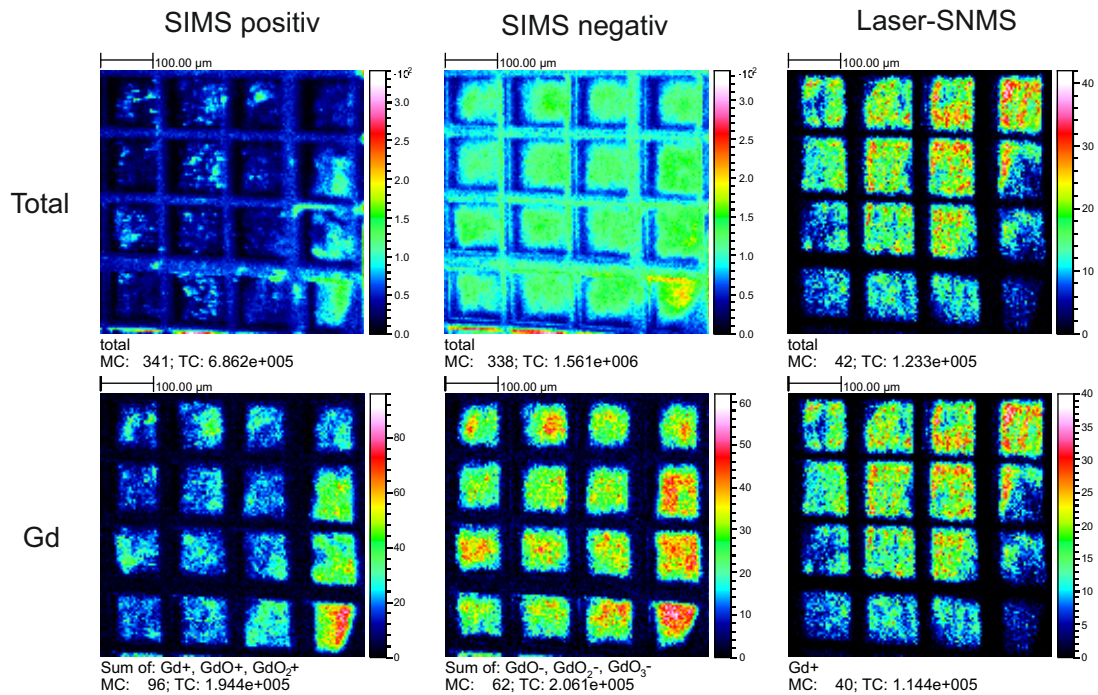 SIMS positiv
SIMS negativ
Laser-SNMS
100.00 µm
100.00 µm
100.00 µm
Total
·10²
3.0
2.5
2.0
1.5
1.0
0.5
0.0
·10²
3.0
2.5
2.0
1.5
1.0
0.5
0.0
40
30
20
10
0
total
MC: 341; TC: 6.862e+005
total
MC: 338; TC: 1.561e+006
total
MC: 42; TC: 1.233e+005
100.00 µm
100.00 µm
100.00 µm
Gd
80
60
40
20
0
60
50
40
30
20
10
0
40
35
30
25
20
15
10
5
0
Sum of: Gd+, GdO+, GdO₂+
MC: 96; TC: 1.944e+005
Sum of: GdO-, GdO₂-, GdO₃-
MC: 62; TC: 2.061e+005
Gd+
MC: 40; TC: 1.144e+005